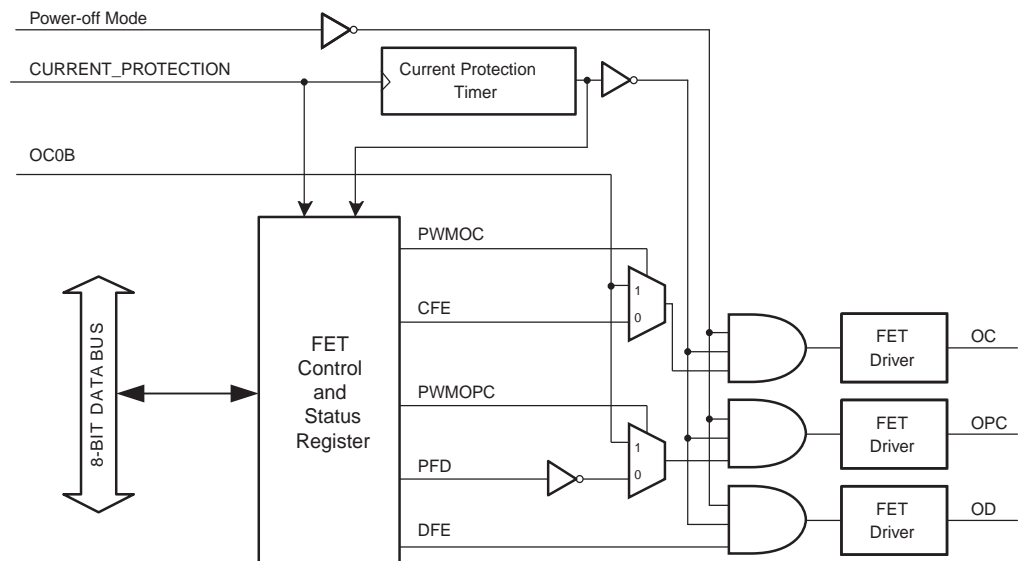 Power-off Mode
CURRENT_PROTECTION
Current Protection
Timer
OC0B
PWMOC
1
0
CFE
8-BIT DATA BUS
FET
Control
and
Status
Register
PWMOPC
1
0
PFD
DFE
FET
Driver
OC
FET
Driver
OPC
FET
Driver
OD